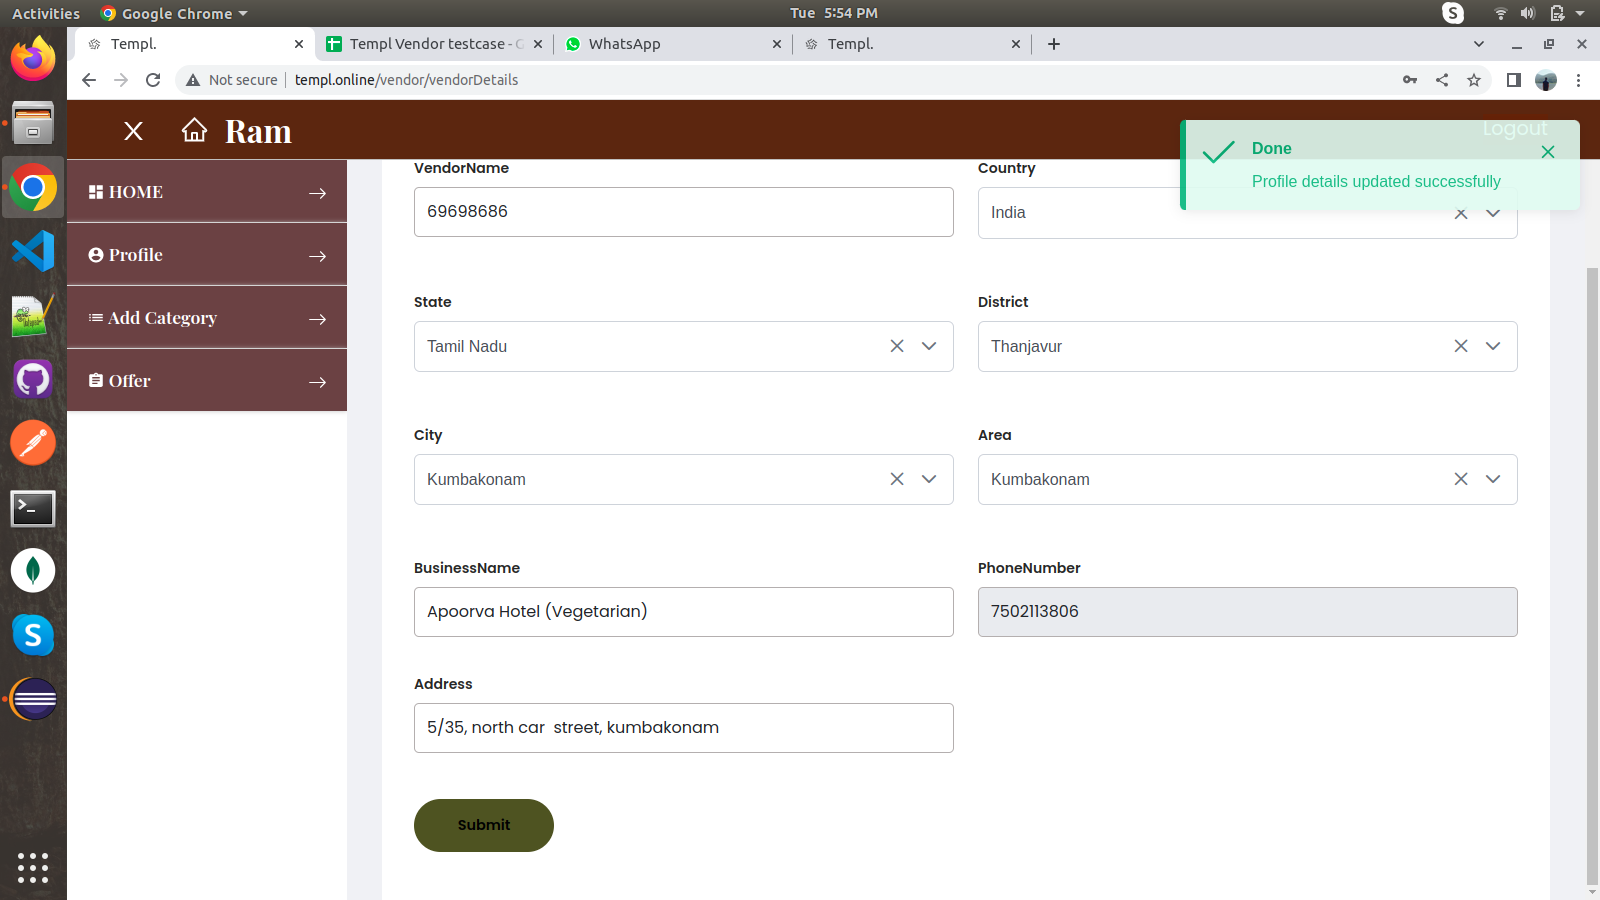 Activities Google Chrome Tue 5:54 PM
Templ. Templ Vendor testcase - WhatsApp Templ.
Not secure templ.online/vendor/vendorDetails
Ram Logout
Done
Profile details updated successfully
HOME
Profile
Add Category
Offer
VendorName Country
69698686 India
State District
Tamil Nadu Thanjavur
City Area
Kumbakonam Kumbakonam
BusinessName PhoneNumber
Apoorva Hotel (Vegetarian) 7502113806
Address
5/35, north car  street, kumbakonam
Submit